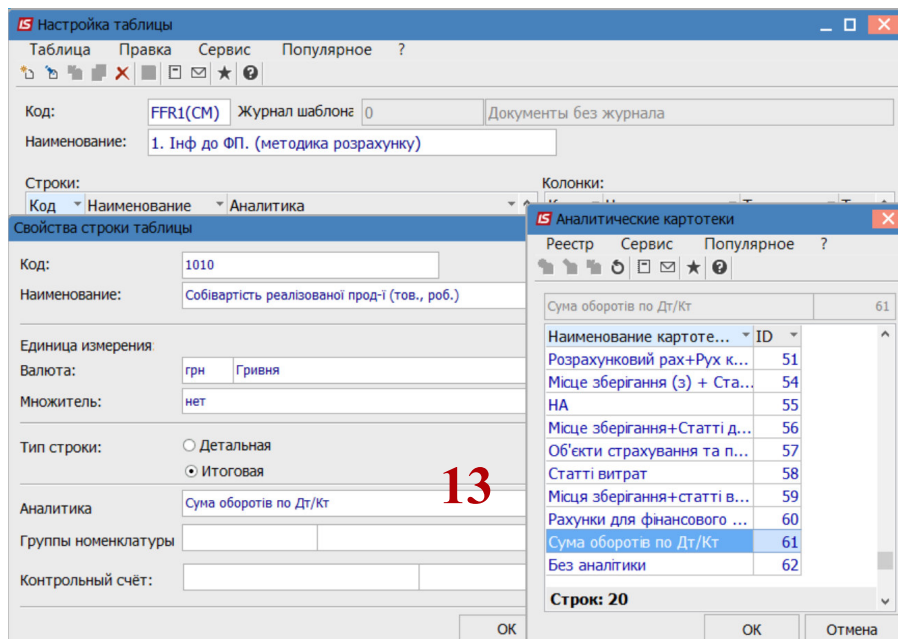 Настройка таблицы
Таблица Правка Сервис Популярное ?
Код: FFR1(CM) Журнал шаблона 0 Документы без журнала
Наименование: 1. Інф до ФП. (методика розрахунку)
Строки: Колонки:
Код Наименование Аналитика
Свойства строки таблицы
Код: 1010
Наименование: Собівартість реалізованої прод-ї (тов., роб.)
Единица измерения
Валюта: грн Гривня
Множитель: нет
Тип строки: Детальная
Итоговая
13
Аналитика Сума оборотів по Дт/Кт
Группы номенклатуры
Контрольный счёт:
ОК
Аналитические картотеки
Реестр Сервис Популярное ?
Сума оборотів по Дт/Кт 61
Наименование картоте... ID
Розрахунковий рах+Рух к... 51
Місце зберігання (з) + Ста... 54
НА 55
Місце зберігання+Статті д... 56
Об'єкти страхування та п... 57
Статті витрат 58
Місця зберігання+статті в... 59
Рахунки для фінансового ... 60
Сума оборотів по Дт/Кт 61
Без аналітики 62
Строк: 20
ОК Отмена